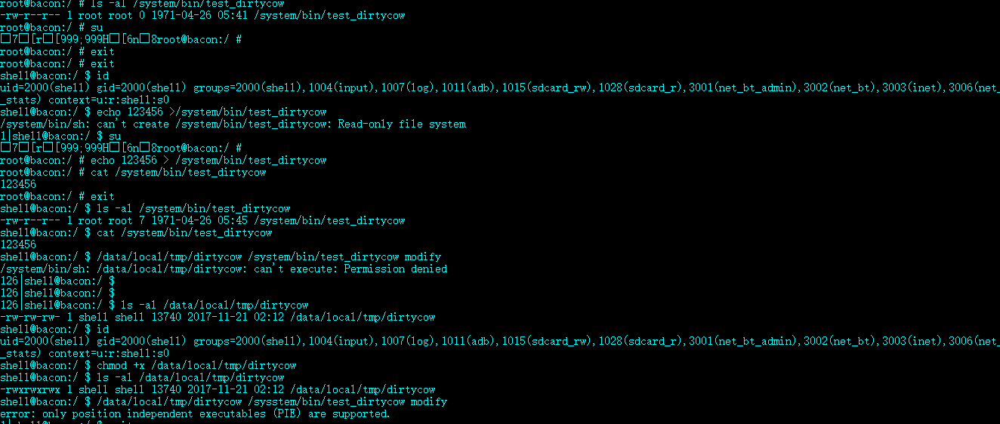 root@bacon:/ # ls -al /system/bin/test_dirtycow
-rw-r--r-- 1 root root 0 1971-04-26 05:41 /system/bin/test_dirtycow
root@bacon:/ # su
□7□[r□[999;999H□[6n□8root@bacon:/ #
root@bacon:/ # exit
root@bacon:/ # exit
shell@bacon:/ $ id
uid=2000(shell) gid=2000(shell) groups=2000(shell),1004(input),1007(log),1011(adb),1015(sdcard_rw),1028(sdcard_r),3001(net_bt_admin),3002(net_bt),3003(inet),3006(net_
_stats) context=u:r:shell:s0
shell@bacon:/ $ echo 123456 >/system/bin/test_dirtycow
/system/bin/sh: can't create /system/bin/test_dirtycow: Read-only file system
1|shell@bacon:/ $ su
□7□[r□[999;999H□[6n□8root@bacon:/ #
root@bacon:/ # echo 123456 > /system/bin/test_dirtycow
root@bacon:/ # cat /system/bin/test_dirtycow
123456
root@bacon:/ # exit
shell@bacon:/ $ ls -al /system/bin/test_dirtycow
-rw-r--r-- 1 root root 7 1971-04-26 05:45 /system/bin/test_dirtycow
shell@bacon:/ $ cat /system/bin/test_dirtycow
123456
shell@bacon:/ $ /data/local/tmp/dirtycow /system/bin/test_dirtycow modify
/system/bin/sh: /data/local/tmp/dirtycow: can't execute: Permission denied
126|shell@bacon:/ $
126|shell@bacon:/ $
126|shell@bacon:/ $ ls -al /data/local/tmp/dirtycow
-rw-rw-rw- 1 shell shell 13740 2017-11-21 02:12 /data/local/tmp/dirtycow
shell@bacon:/ $ id
uid=2000(shell) gid=2000(shell) groups=2000(shell),1004(input),1007(log),1011(adb),1015(sdcard_rw),1028(sdcard_r),3001(net_bt_admin),3002(net_bt),3003(inet),3006(net_
_stats) context=u:r:shell:s0
shell@bacon:/ $ chmod +x /data/local/tmp/dirtycow
shell@bacon:/ $ ls -al /data/local/tmp/dirtycow
-rwxrwxrwx 1 shell shell 13740 2017-11-21 02:12 /data/local/tmp/dirtycow
shell@bacon:/ $ /data/local/tmp/dirtycow /sysstem/bin/test_dirtycow modify
error: only position independent executables (PIE) are supported.